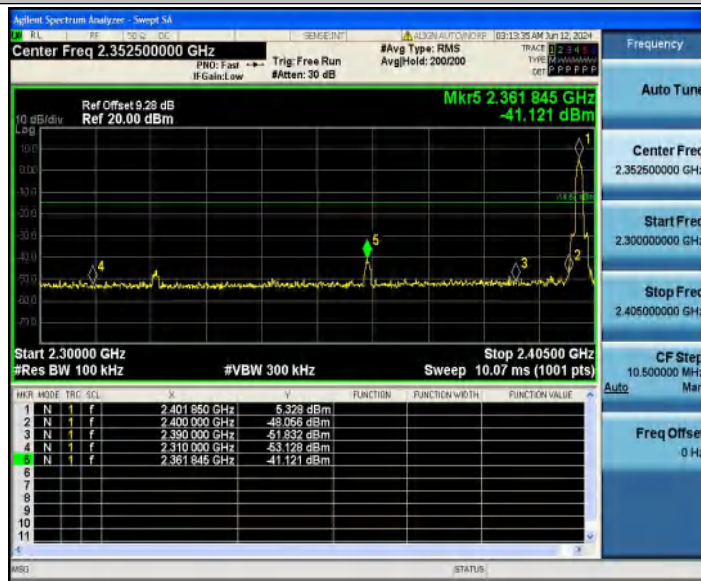 Agilent Spectrum Analyzer - Swept SA
RL RF 50 Ω DC SENSE:INT ALIGN AUTO/NORF 03:13:35 AM Jun 12, 2024
Center Freq 2.352500000 GHz
PNO: Fast
IFGain:Low
Trig: Free Run
#Atten: 30 dB
#Avg Type: RMS
Avg|Hold: 200/200
TRACE 1 2 3 4 5 6
TYPE M
DET P P P P P P
Ref Offset 9.28 dB
10 dB/div Ref 20.00 dBm
Mkr5 2.361 845 GHz
-41.121 dBm
Log
10.0
0.00
-10.0
-20.0
-30.0
-40.0
-50.0
-60.0
-70.0
1
2
3
4
5
Start 2.30000 GHz Stop 2.40500 GHz
#Res BW 100 kHz #VBW 300 kHz Sweep 10.07 ms (1001 pts)
MKR MODE TRC SCL X Y FUNCTION FUNCTION WIDTH FUNCTION VALUE
1 N 1 f 2.401 850 GHz 5.328 dBm
2 N 1 f 2.400 000 GHz -48.056 dBm
3 N 1 f 2.390 000 GHz -51.832 dBm
4 N 1 f 2.310 000 GHz -53.128 dBm
5 N 1 f 2.361 845 GHz -41.121 dBm
6
7
8
9
10
11
MSG STATUS
Frequency
Auto Tune
Center Freq
2.352500000 GHz
Start Freq
2.300000000 GHz
Stop Freq
2.405000000 GHz
CF Step
10.500000 MHz
Auto Man
Freq Offset
0 Hz